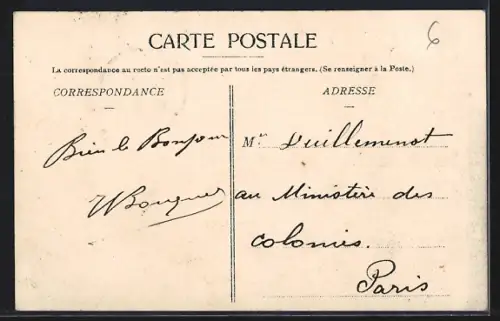 6
CARTE POSTALE
La correspondance au recto n'est pas acceptée par tous les pays étrangers. (Se renseigner à la Poste.)
CORRESPONDANCE
ADRESSE
Bien le Bonjour
Mr Vuillemenot
au Ministère des
colonies.
Paris